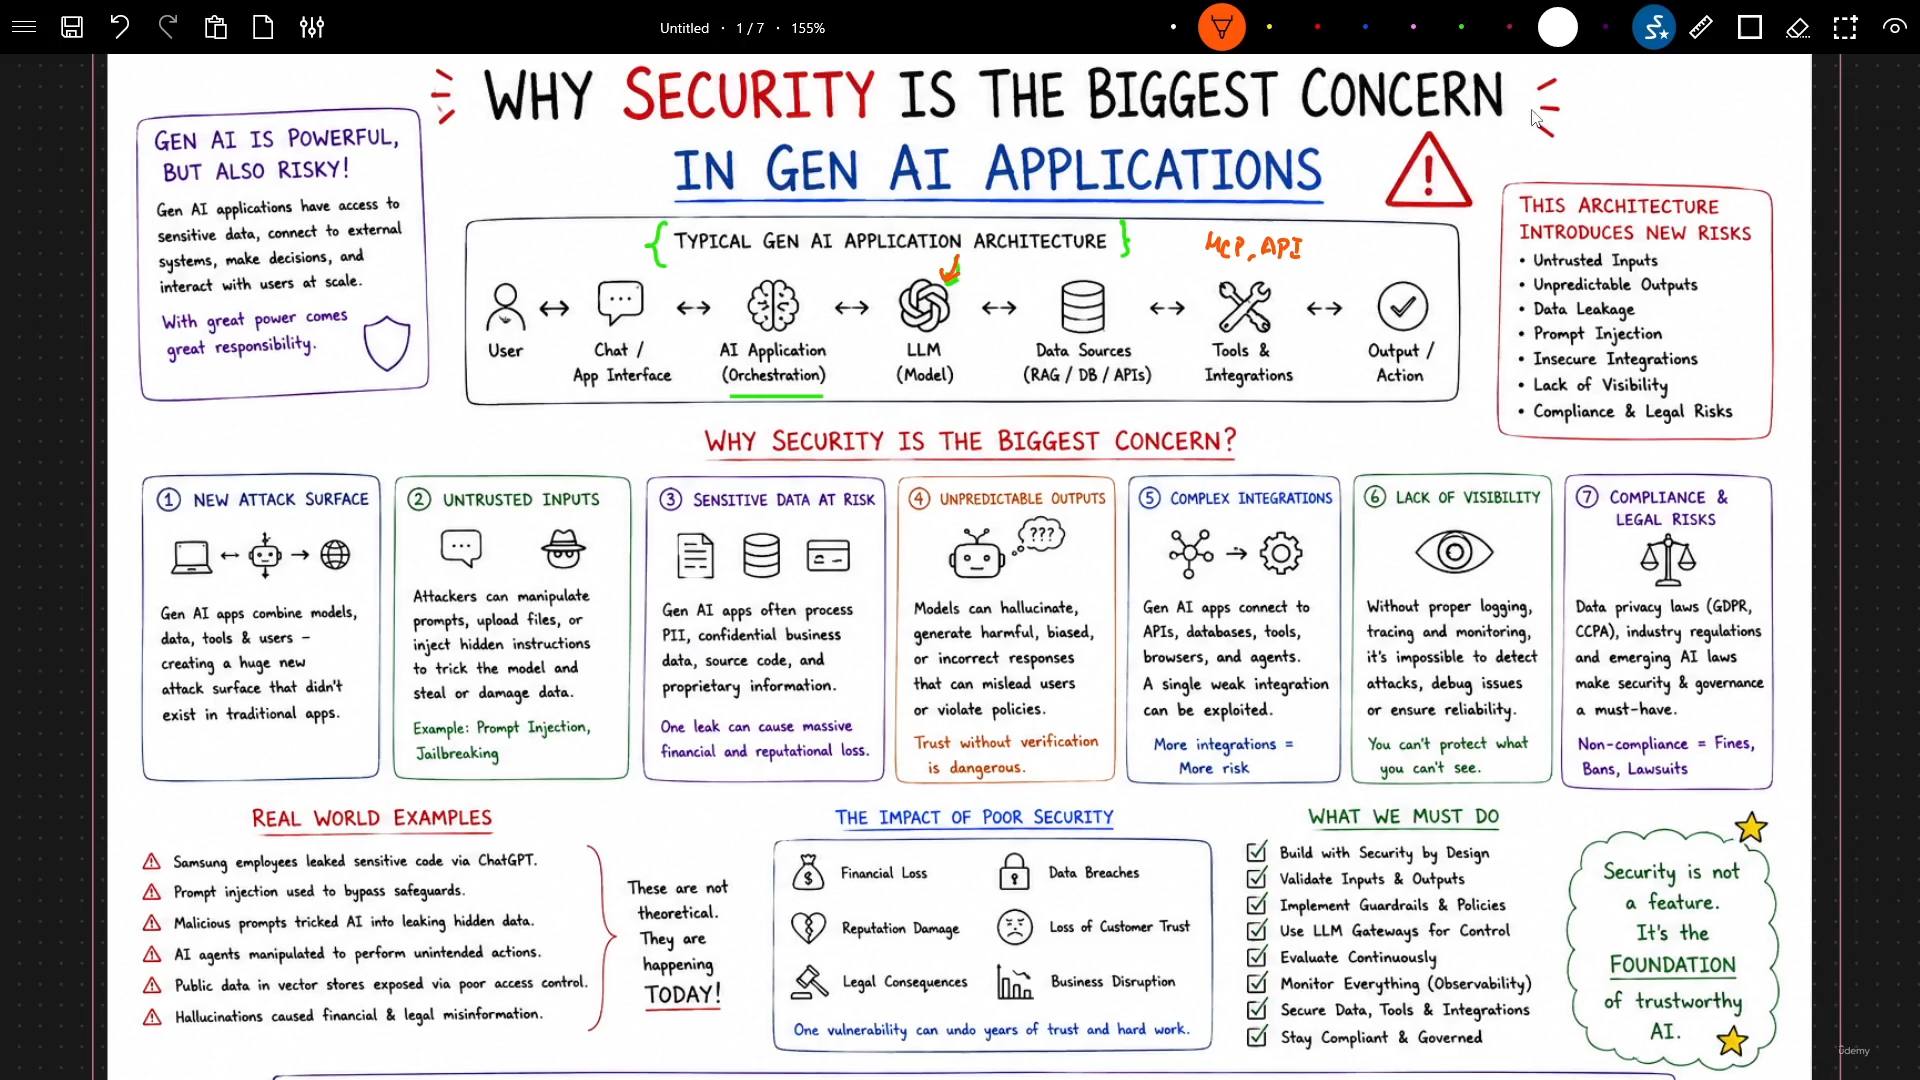 Untitled • 1 / 7 • 155%
WHY SECURITY IS THE BIGGEST CONCERN
IN GEN AI APPLICATIONS
GEN AI IS POWERFUL,
BUT ALSO RISKY!
Gen AI applications have access to
sensitive data, connect to external
systems, make decisions, and
interact with users at scale.
With great power comes
great responsibility.
TYPICAL GEN AI APPLICATION ARCHITECTURE
MCP, API
User
Chat /
App Interface
AI Application
(Orchestration)
LLM
(Model)
Data Sources
(RAG / DB / APIs)
Tools &
Integrations
Output /
Action
THIS ARCHITECTURE
INTRODUCES NEW RISKS
• Untrusted Inputs
• Unpredictable Outputs
• Data Leakage
• Prompt Injection
• Insecure Integrations
• Lack of Visibility
• Compliance & Legal Risks
WHY SECURITY IS THE BIGGEST CONCERN?
1 NEW ATTACK SURFACE
Gen AI apps combine models,
data, tools & users –
creating a huge new
attack surface that didn't
exist in traditional apps.
2 UNTRUSTED INPUTS
Attackers can manipulate
prompts, upload files, or
inject hidden instructions
to trick the model and
steal or damage data.
Example: Prompt Injection,
Jailbreaking
3 SENSITIVE DATA AT RISK
Gen AI apps often process
PII, confidential business
data, source code, and
proprietary information.
One leak can cause massive
financial and reputational loss.
4 UNPREDICTABLE OUTPUTS
???
Models can hallucinate,
generate harmful, biased,
or incorrect responses
that can mislead users
or violate policies.
Trust without verification
is dangerous.
5 COMPLEX INTEGRATIONS
Gen AI apps connect to
APIs, databases, tools,
browsers, and agents.
A single weak integration
can be exploited.
More integrations =
More risk
6 LACK OF VISIBILITY
Without proper logging,
tracing and monitoring,
it's impossible to detect
attacks, debug issues
or ensure reliability.
You can't protect what
you can't see.
7 COMPLIANCE &
LEGAL RISKS
Data privacy laws (GDPR,
CCPA), industry regulations
and emerging AI laws
make security & governance
a must-have.
Non-compliance = Fines,
Bans, Lawsuits
REAL WORLD EXAMPLES
Samsung employees leaked sensitive code via ChatGPT.
Prompt injection used to bypass safeguards.
Malicious prompts tricked AI into leaking hidden data.
AI agents manipulated to perform unintended actions.
Public data in vector stores exposed via poor access control.
Hallucinations caused financial & legal misinformation.
These are not
theoretical.
They are
happening
TODAY!
THE IMPACT OF POOR SECURITY
Financial Loss
Data Breaches
Reputation Damage
Loss of Customer Trust
Legal Consequences
Business Disruption
One vulnerability can undo years of trust and hard work.
WHAT WE MUST DO
Build with Security by Design
Validate Inputs & Outputs
Implement Guardrails & Policies
Use LLM Gateways for Control
Evaluate Continuously
Monitor Everything (Observability)
Secure Data, Tools & Integrations
Stay Compliant & Governed
Security is not
a feature.
It's the
FOUNDATION
of trustworthy
AI.
ûdemy